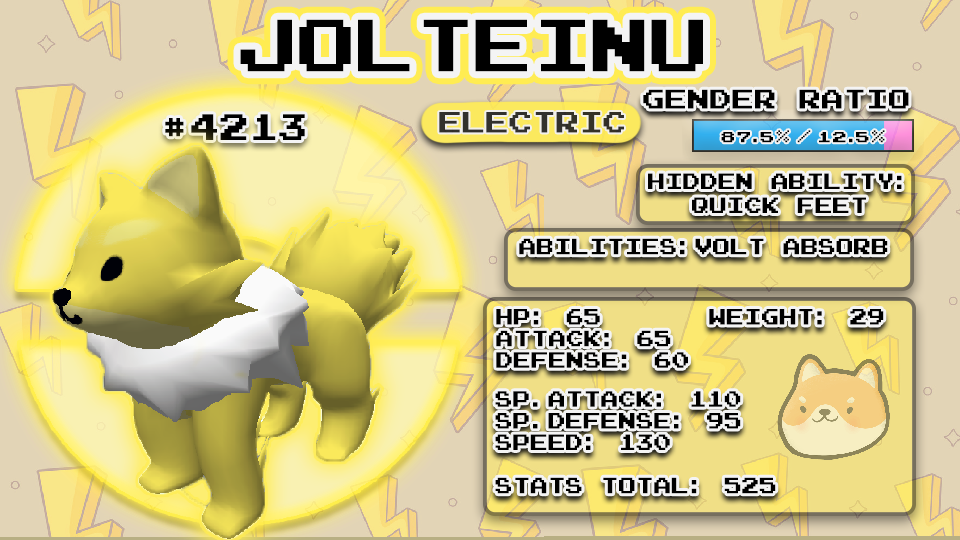 JOLTEINU
#4213
ELECTRIC
GENDER RATIO
87.5% / 12.5%
HIDDEN ABILITY:
QUICK FEET
ABILITIES: VOLT ABSORB
HP: 65
WEIGHT: 29
ATTACK: 65
DEFENSE: 60
SP. ATTACK: 110
SP. DEFENSE: 95
SPEED: 130
STATS TOTAL: 525